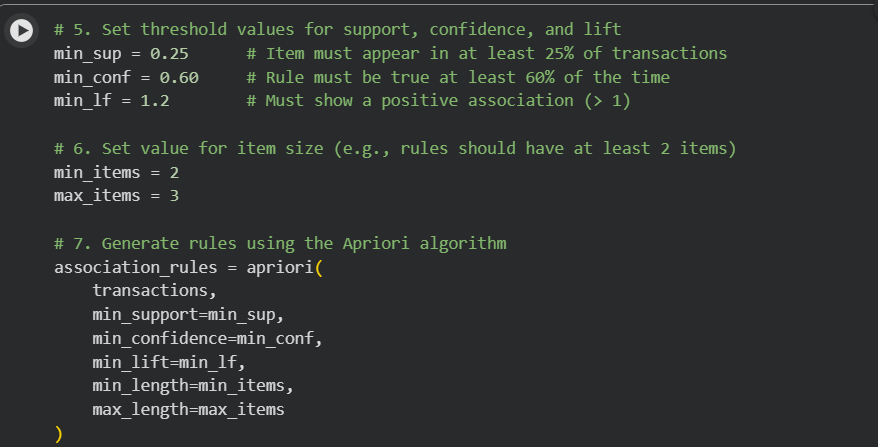 # 5. Set threshold values for support, confidence, and lift
min_sup = 0.25      # Item must appear in at least 25% of transactions
min_conf = 0.60     # Rule must be true at least 60% of the time
min_lf = 1.2        # Must show a positive association (> 1)

# 6. Set value for item size (e.g., rules should have at least 2 items)
min_items = 2
max_items = 3

# 7. Generate rules using the Apriori algorithm
association_rules = apriori(
    transactions,
    min_support=min_sup,
    min_confidence=min_conf,
    min_lift=min_lf,
    min_length=min_items,
    max_length=max_items
)